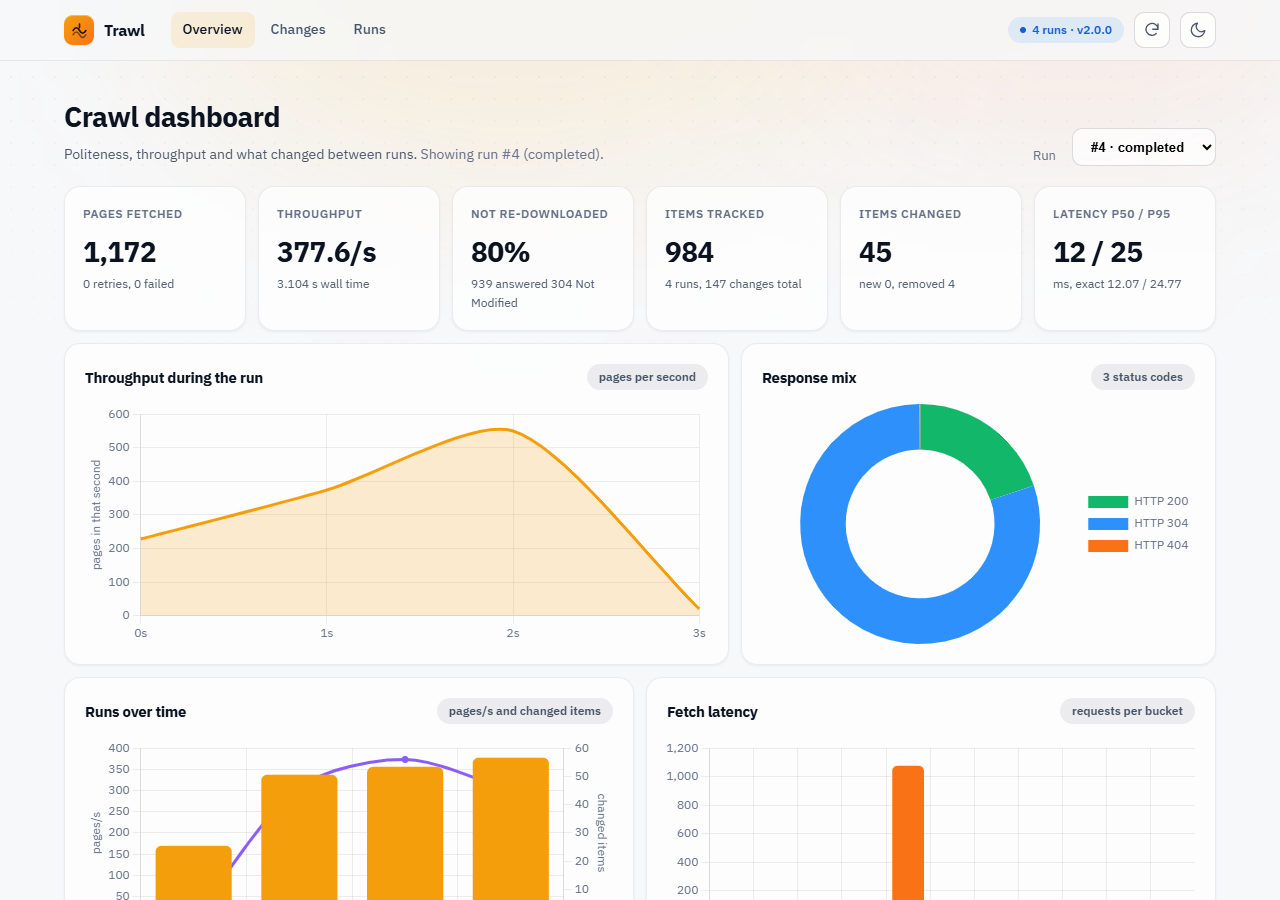 Trawl
Overview
Changes
Runs
4 runs · v2.0.0
Crawl dashboard
Politeness, throughput and what changed between runs. Showing run #4 (completed).
Run
#4 · completed
PAGES FETCHED
1,172
0 retries, 0 failed
THROUGHPUT
377.6/s
3.104 s wall time
NOT RE-DOWNLOADED
80%
939 answered 304 Not
Modified
ITEMS TRACKED
984
4 runs, 147 changes total
ITEMS CHANGED
45
new 0, removed 4
LATENCY P50 / P95
12 / 25
ms, exact 12.07 / 24.77
Throughput during the run
pages per second
pages in that second
600
500
400
300
200
100
0
0s
1s
2s
3s
Response mix
3 status codes
HTTP 200
HTTP 304
HTTP 404
Runs over time
pages/s and changed items
pages/s
400
350
300
250
200
150
100
50
60
50
40
30
20
10
changed items
Fetch latency
requests per bucket
1,200
1,000
800
600
400
200